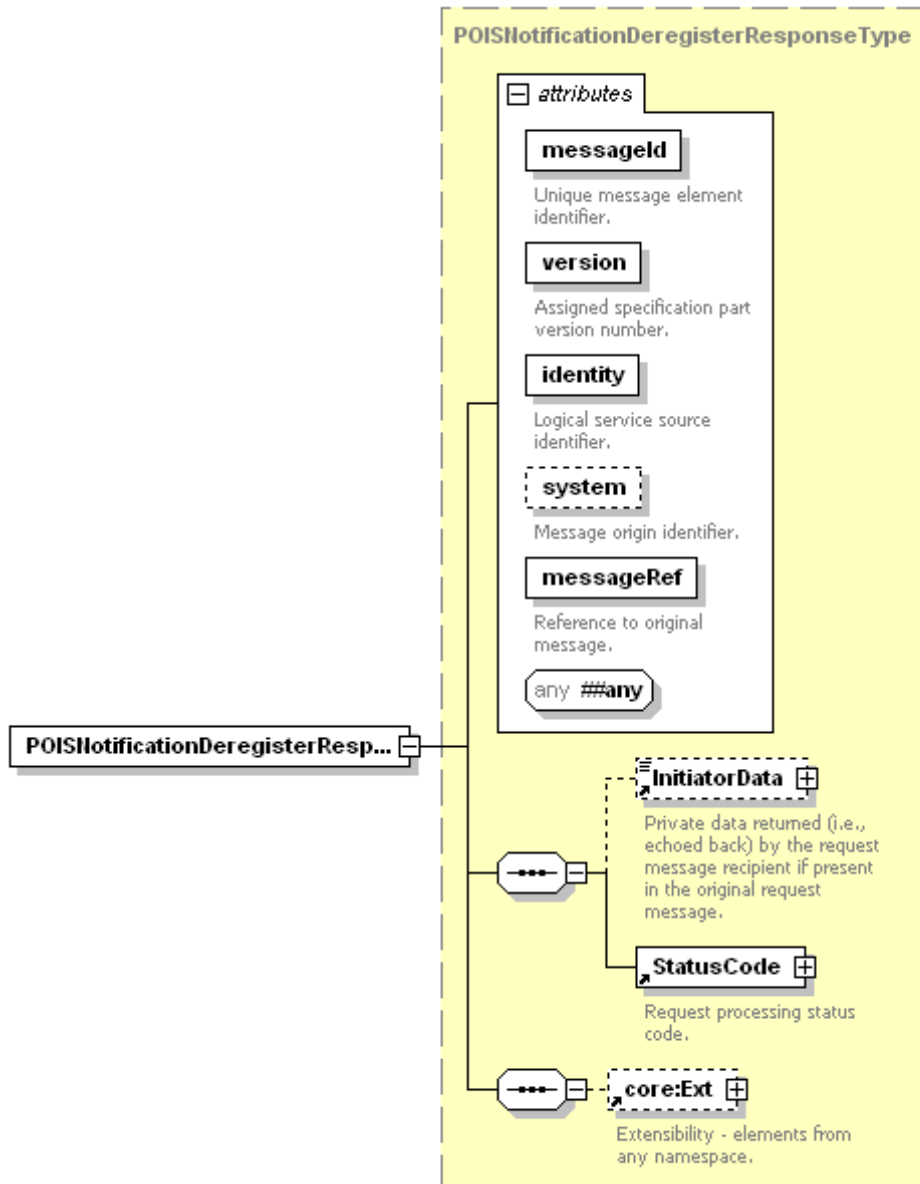 POISNotificationDeregisterResponseType
attributes
messageId
Unique message element
identifier.
version
Assigned specification part
version number.
identity
Logical service source
identifier.
system
Message origin identifier.
messageRef
Reference to original
message.
any ##any
POISNotificationDeregisterResp...
InitiatorData
Private data returned (i.e.,
echoed back) by the request
message recipient if present
in the original request
message.
StatusCode
Request processing status
code.
core:Ext
Extensibility - elements from
any namespace.